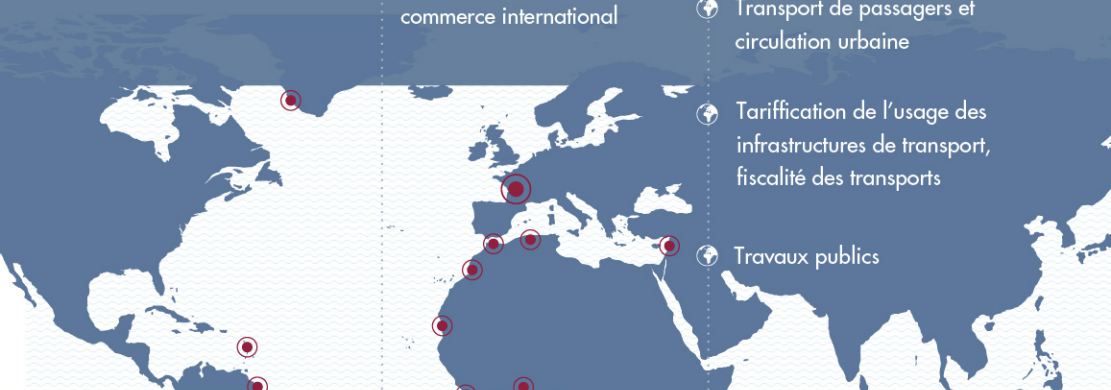 commerce international
Transport de passagers et
circulation urbaine
Tariffication de l'usage des
infrastructures de transport,
fiscalité des transports
Travaux publics